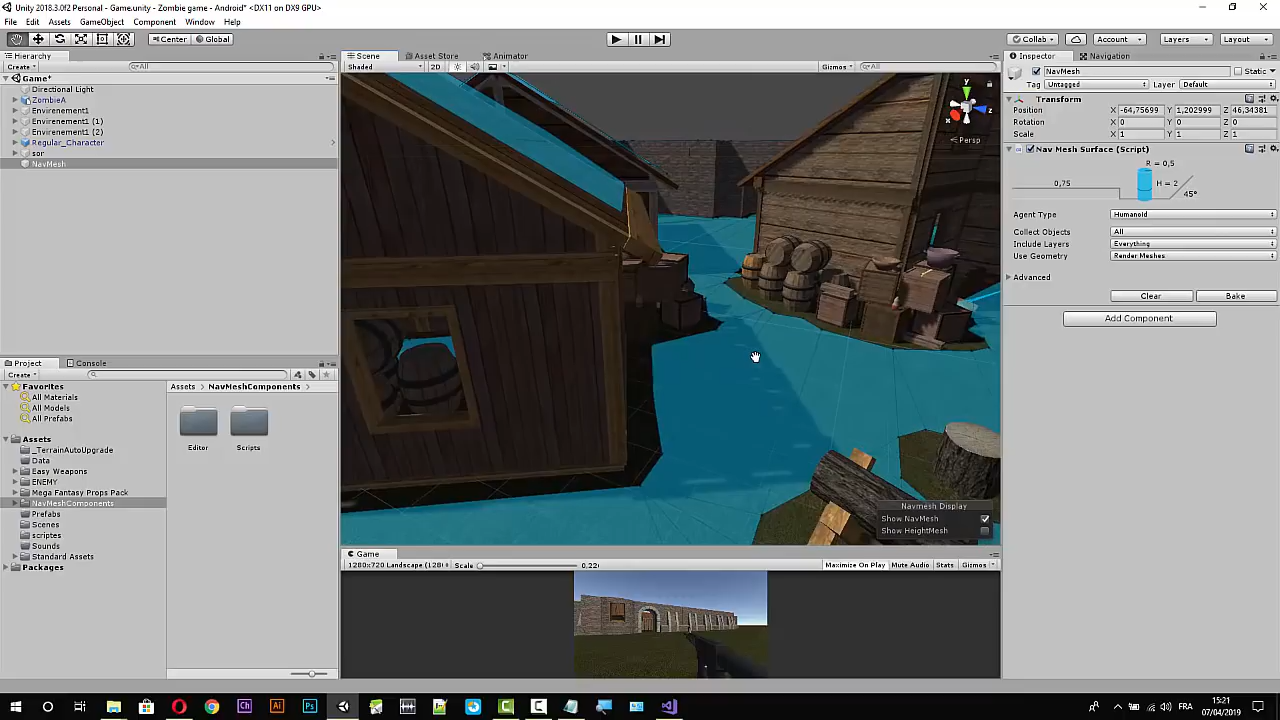 Unity 2018.3.0f2 Personal - Game.unity - Zombie game - Android* <DX11 on DX9 GPU>
File Edit Assets GameObject Component Window Help
Center Global Collab Account Layers Layout
Hierarchy
Create All
Game*
Directional Light
ZombieA
Envirenement1
Envirenement1 (1)
Envirenement1 (2)
Regular_Character
sor
NavMesh
Scene Asset Store Animator
Shaded 2D Gizmos All
y
x
z
Persp
Navmesh Display
Show NavMesh
Show HeightMesh
Inspector Navigation
NavMesh Static
Tag Untagged Layer Default
Transform
Position X -64,75699 Y 1,202999 Z 46,34381
Rotation X 0 Y 0 Z 0
Scale X 1 Y 1 Z 1
Nav Mesh Surface (Script)
R = 0,5
0,75 H = 2
45°
Agent Type Humanoid
Collect Objects All
Include Layers Everything
Use Geometry Render Meshes
Advanced
Clear Bake
Add Component
Project Console
Create
Favorites
All Materials
All Models
All Prefabs
Assets
_TerrainAutoUpgrade
Data
Easy Weapons
ENEMY
Mega Fantasy Props Pack
NavMeshComponents
Prefabs
Scenes
scriptes
Sounds
Standard Assets
Packages
Assets NavMeshComponents
Editor Scripts
Game
1280x720 Landscape (128 Scale 0,22 Maximize On Play Mute Audio Stats Gizmos
Ch Ai Ps
FRA 15:21
07/04/2019